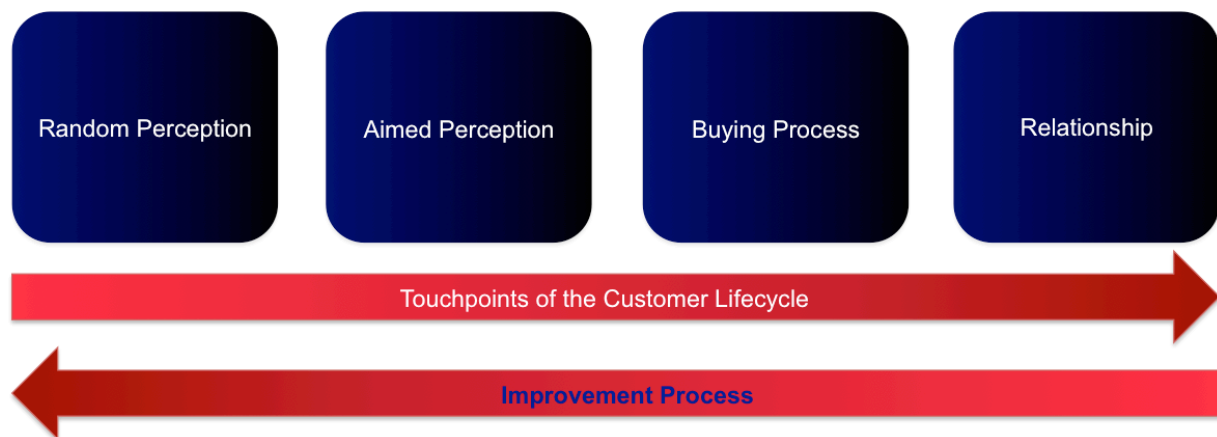 Random Perception
Aimed Perception
Buying Process
Relationship
Touchpoints of the Customer Lifecycle
Improvement Process